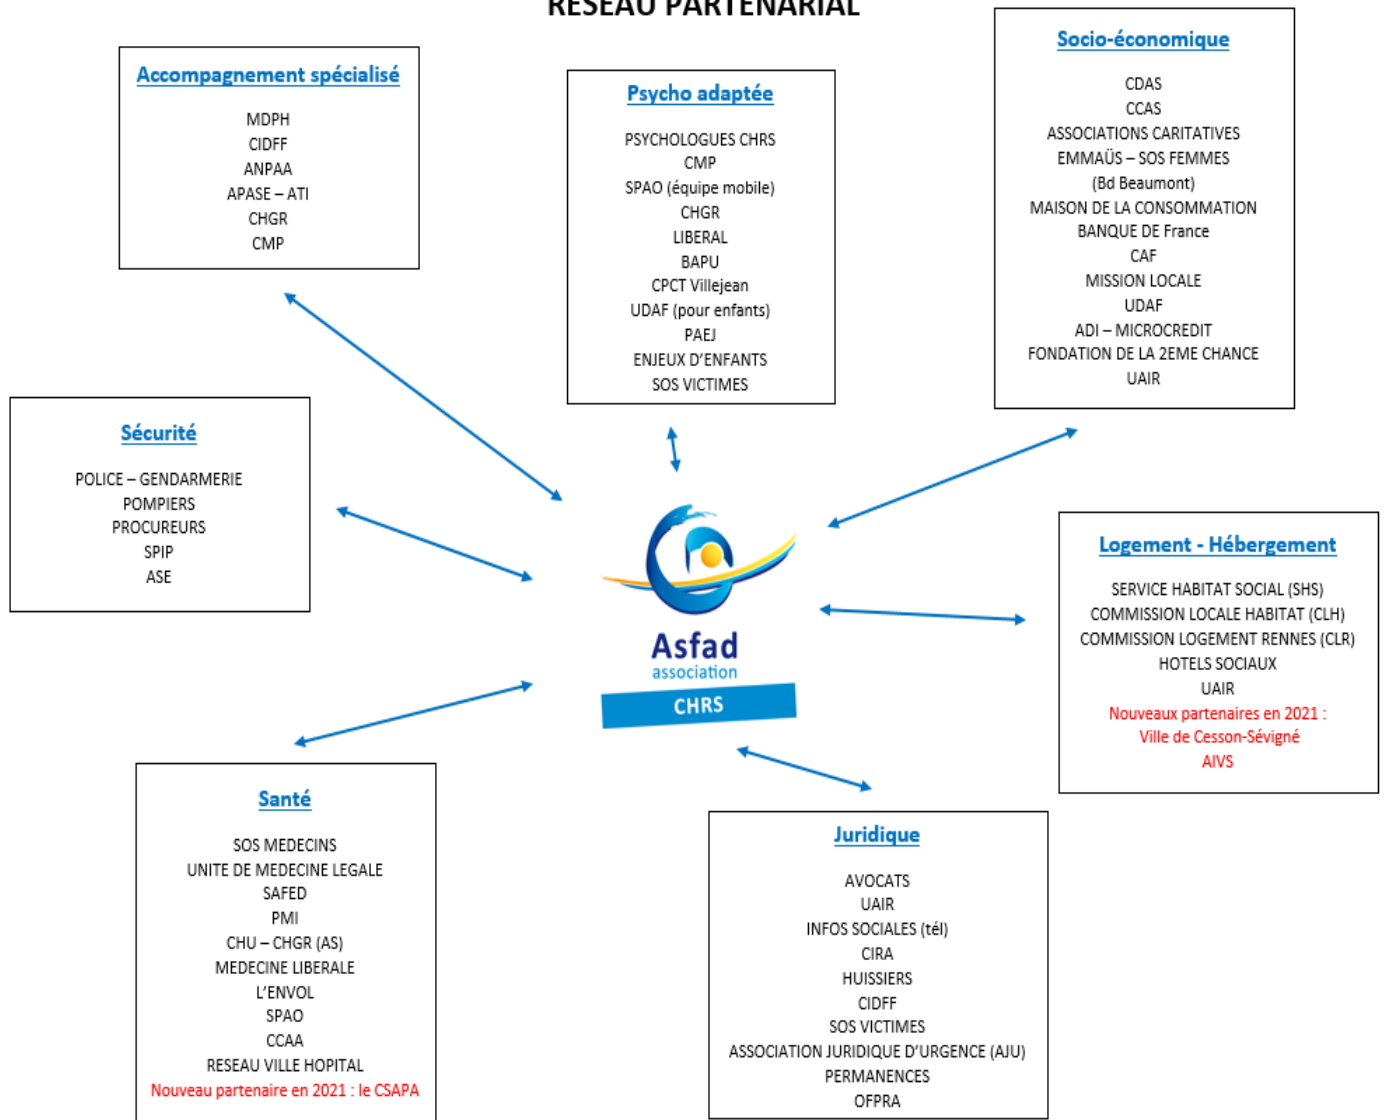 RESEAU PARTENARIAL
Accompagnement spécialisé
MDPH
CIDFF
ANPAA
APASE – ATI
CHGR
CMP
Psycho adaptée
PSYCHOLOGUES CHRS
CMP
SPAO (équipe mobile)
CHGR
LIBERAL
BAPU
CPCT Villejean
UDAF (pour enfants)
PAEJ
ENJEUX D'ENFANTS
SOS VICTIMES
Socio-économique
CDAS
CCAS
ASSOCIATIONS CARITATIVES
EMMAÜS – SOS FEMMES
(Bd Beaumont)
MAISON DE LA CONSOMMATION
BANQUE DE France
CAF
MISSION LOCALE
UDAF
ADI – MICROCREDIT
FONDATION DE LA 2EME CHANCE
UAIR
Sécurité
POLICE – GENDARMERIE
POMPIERS
PROCUREURS
SPIP
ASE
Asfad
association
CHRS
Logement - Hébergement
SERVICE HABITAT SOCIAL (SHS)
COMMISSION LOCALE HABITAT (CLH)
COMMISSION LOGEMENT RENNES (CLR)
HOTELS SOCIAUX
UAIR
Nouveaux partenaires en 2021 :
Ville de Cesson-Sévigné
AIVS
Santé
SOS MEDECINS
UNITE DE MEDECINE LEGALE
SAFED
PMI
CHU – CHGR (AS)
MEDECINE LIBERALE
L'ENVOL
SPAO
CCAA
RESEAU VILLE HOPITAL
Nouveau partenaire en 2021 : le CSAPA
Juridique
AVOCATS
UAIR
INFOS SOCIALES (tél)
CIRA
HUISSIERS
CIDFF
SOS VICTIMES
ASSOCIATION JURIDIQUE D'URGENCE (AJU)
PERMANENCES
OFPRA